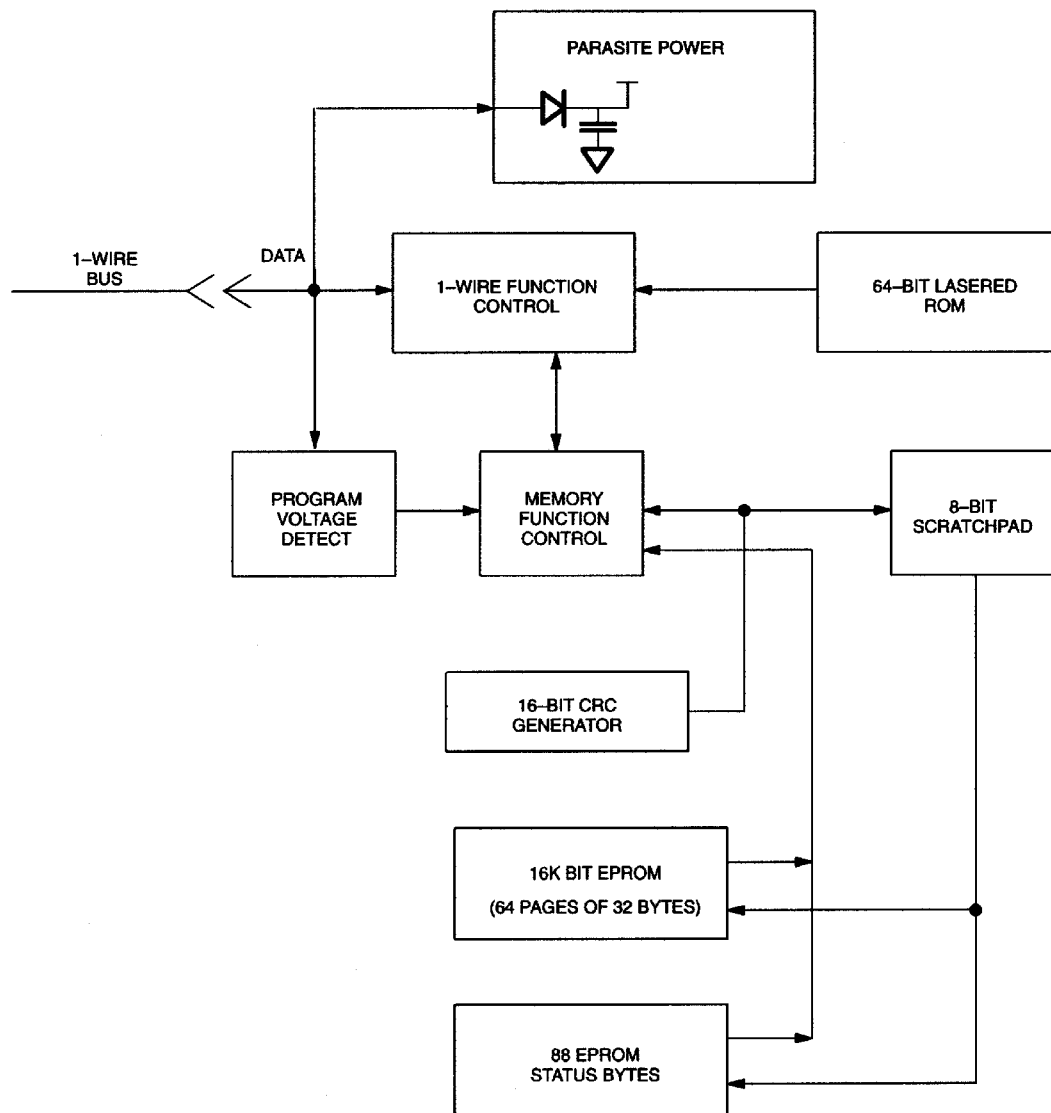 PARASITE POWER
1–WIRE
BUS
DATA
1–WIRE FUNCTION
CONTROL
64–BIT LASERED
ROM
PROGRAM
VOLTAGE
DETECT
MEMORY
FUNCTION
CONTROL
8–BIT
SCRATCHPAD
16–BIT CRC
GENERATOR
16K BIT EPROM
(64 PAGES OF 32 BYTES)
88 EPROM
STATUS BYTES